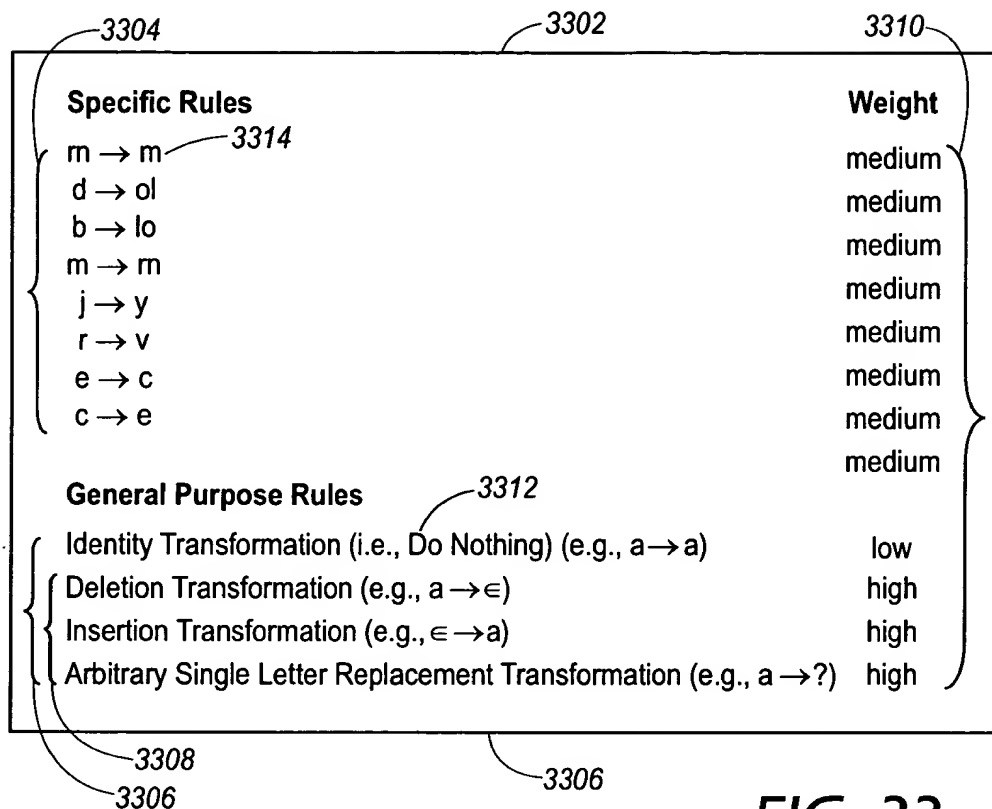 3304
3302
3310
Specific Rules Weight
rn → m 3314 medium
d → ol medium
b → lo medium
m → rn medium
j → y medium
r → v medium
e → c medium
c → e medium
General Purpose Rules 3312
Identity Transformation (i.e., Do Nothing) (e.g., a→a) low
Deletion Transformation (e.g., a →∈) high
Insertion Transformation (e.g., ∈ →a) high
Arbitrary Single Letter Replacement Transformation (e.g., a →?) high
3308
3306
3306
FIG. 33